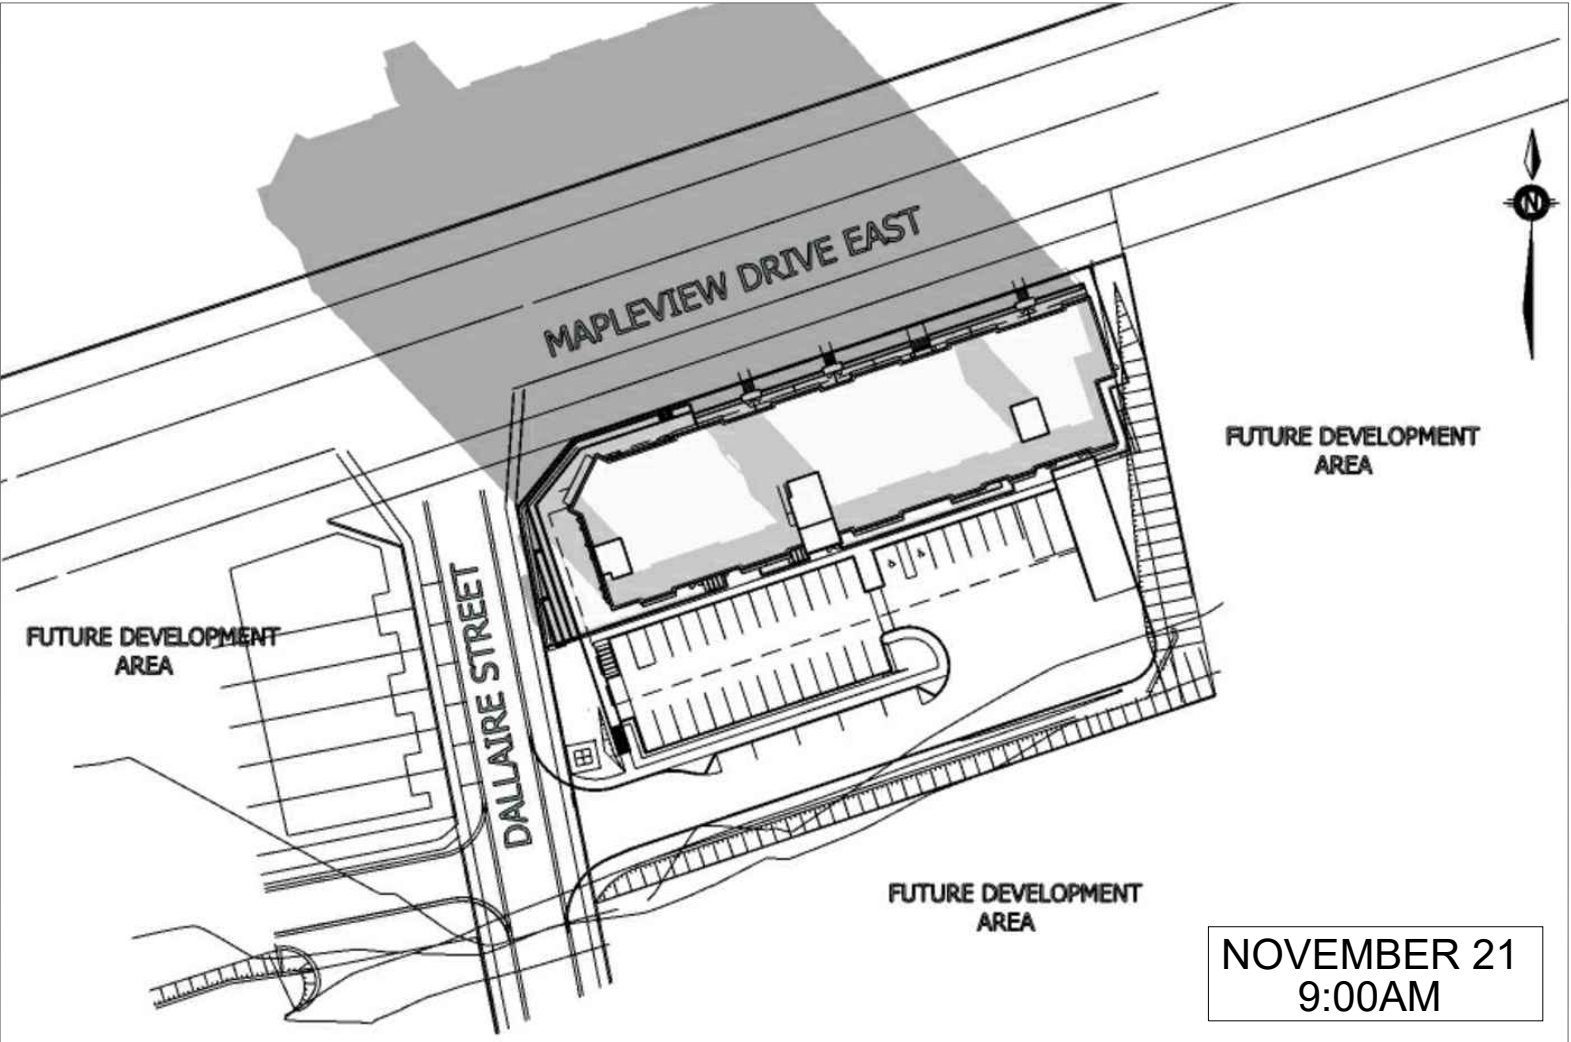 MAPLEVIEW DRIVE EAST
N
FUTURE DEVELOPMENT
AREA
FUTURE DEVELOPMENT
AREA
DALLAIRE STREET
FUTURE DEVELOPMENT
AREA
NOVEMBER 21
9:00AM